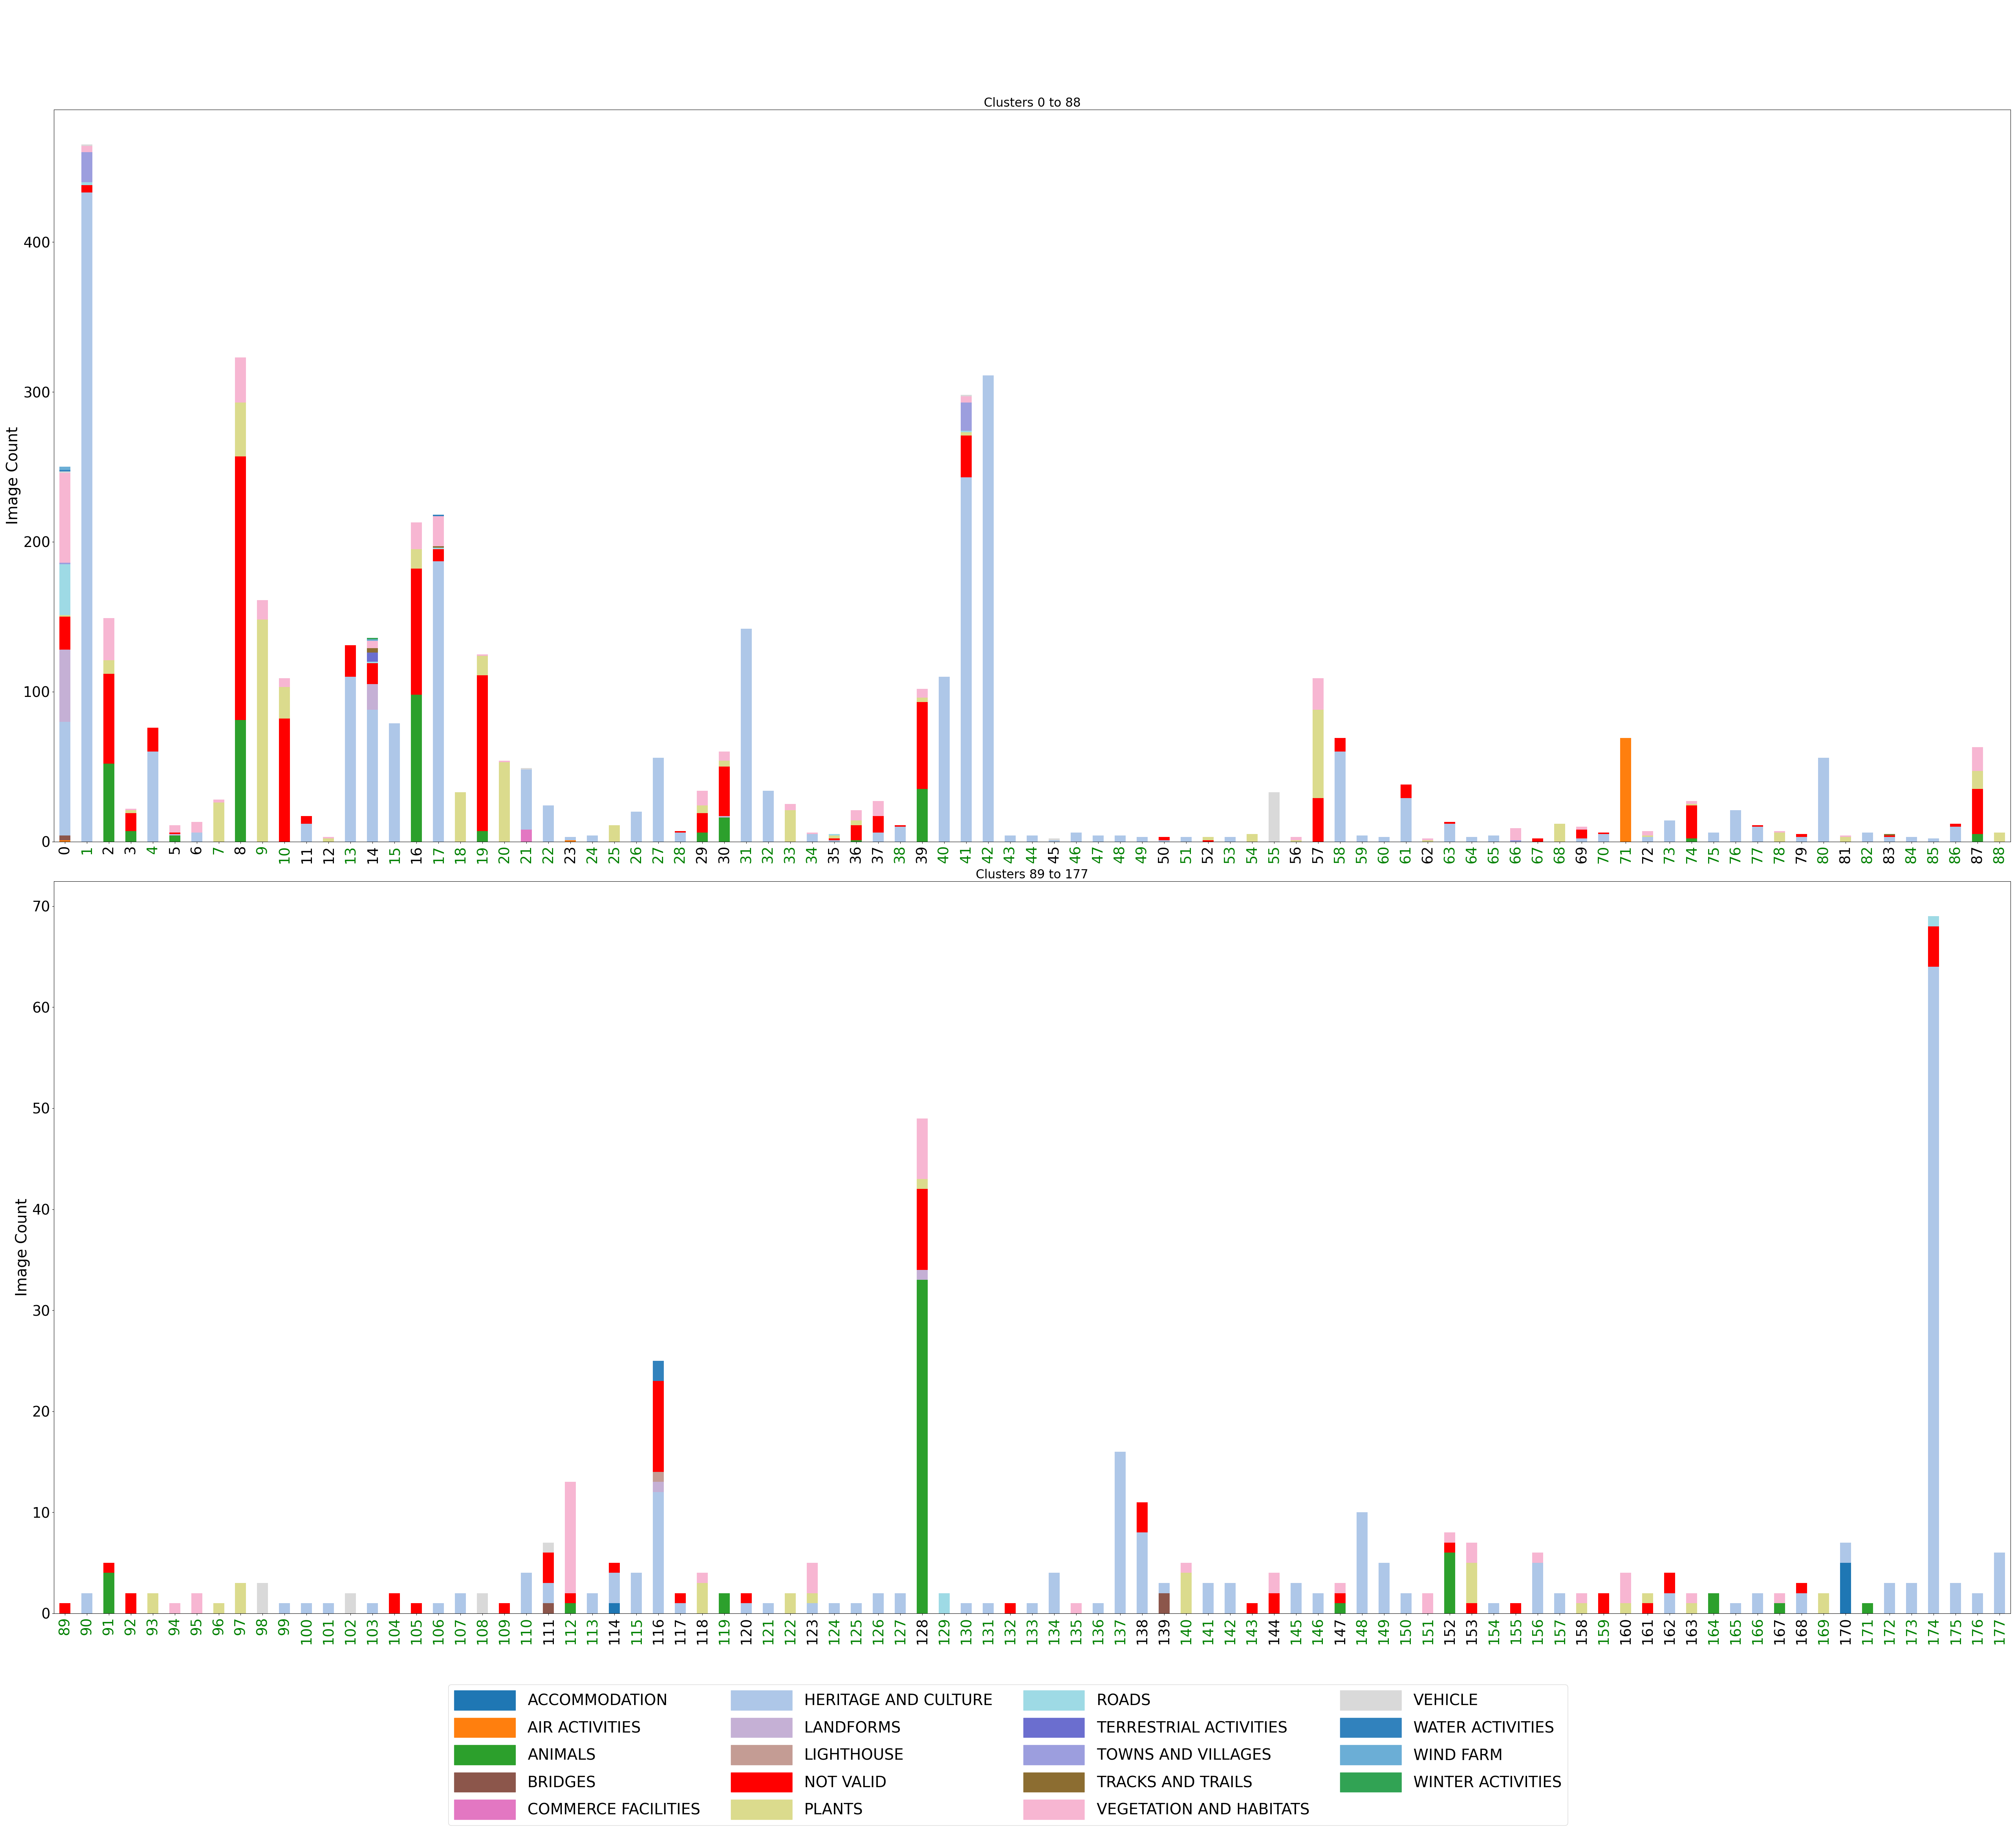 Clusters 0 to 88
Image Count
400
300
200
100
0
0 1 2 3 4 5 6 7 8 9 10 11 12 13 14 15 16 17 18 19 20 21 22 23 24 25 26 27 28 29 30 31 32 33 34 35 36 37 38 39 40 41 42 43 44 45 46 47 48 49 50 51 52 53 54 55 56 57 58 59 60 61 62 63 64 65 66 67 68 69 70 71 72 73 74 75 76 77 78 79 80 81 82 83 84 85 86 87 88
Clusters 89 to 177
Image Count
70
60
50
40
30
20
10
0
89 90 91 92 93 94 95 96 97 98 99 100 101 102 103 104 105 106 107 108 109 110 111 112 113 114 115 116 117 118 119 120 121 122 123 124 125 126 127 128 129 130 131 132 133 134 135 136 137 138 139 140 141 142 143 144 145 146 147 148 149 150 151 152 153 154 155 156 157 158 159 160 161 162 163 164 165 166 167 168 169 170 171 172 173 174 175 176 177
ACCOMMODATION
AIR ACTIVITIES
ANIMALS
BRIDGES
COMMERCE FACILITIES
HERITAGE AND CULTURE
LANDFORMS
LIGHTHOUSE
NOT VALID
PLANTS
ROADS
TERRESTRIAL ACTIVITIES
TOWNS AND VILLAGES
TRACKS AND TRAILS
VEGETATION AND HABITATS
VEHICLE
WATER ACTIVITIES
WIND FARM
WINTER ACTIVITIES